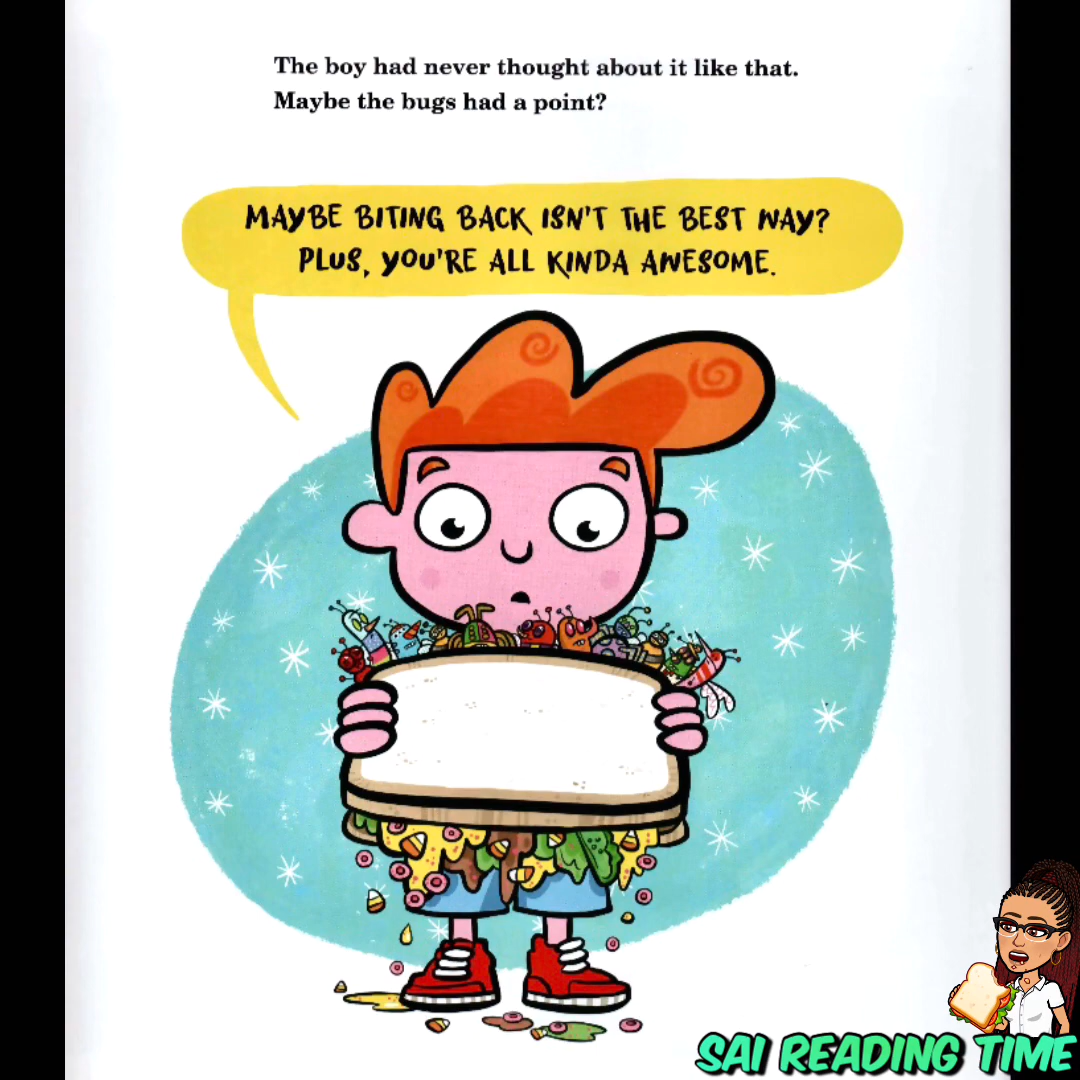 The boy had never thought about it like that.
Maybe the bugs had a point?
MAYBE BITING BACK ISN'T THE BEST WAY?
PLUS, YOU'RE ALL KINDA AWESOME.
SAI READING TIME